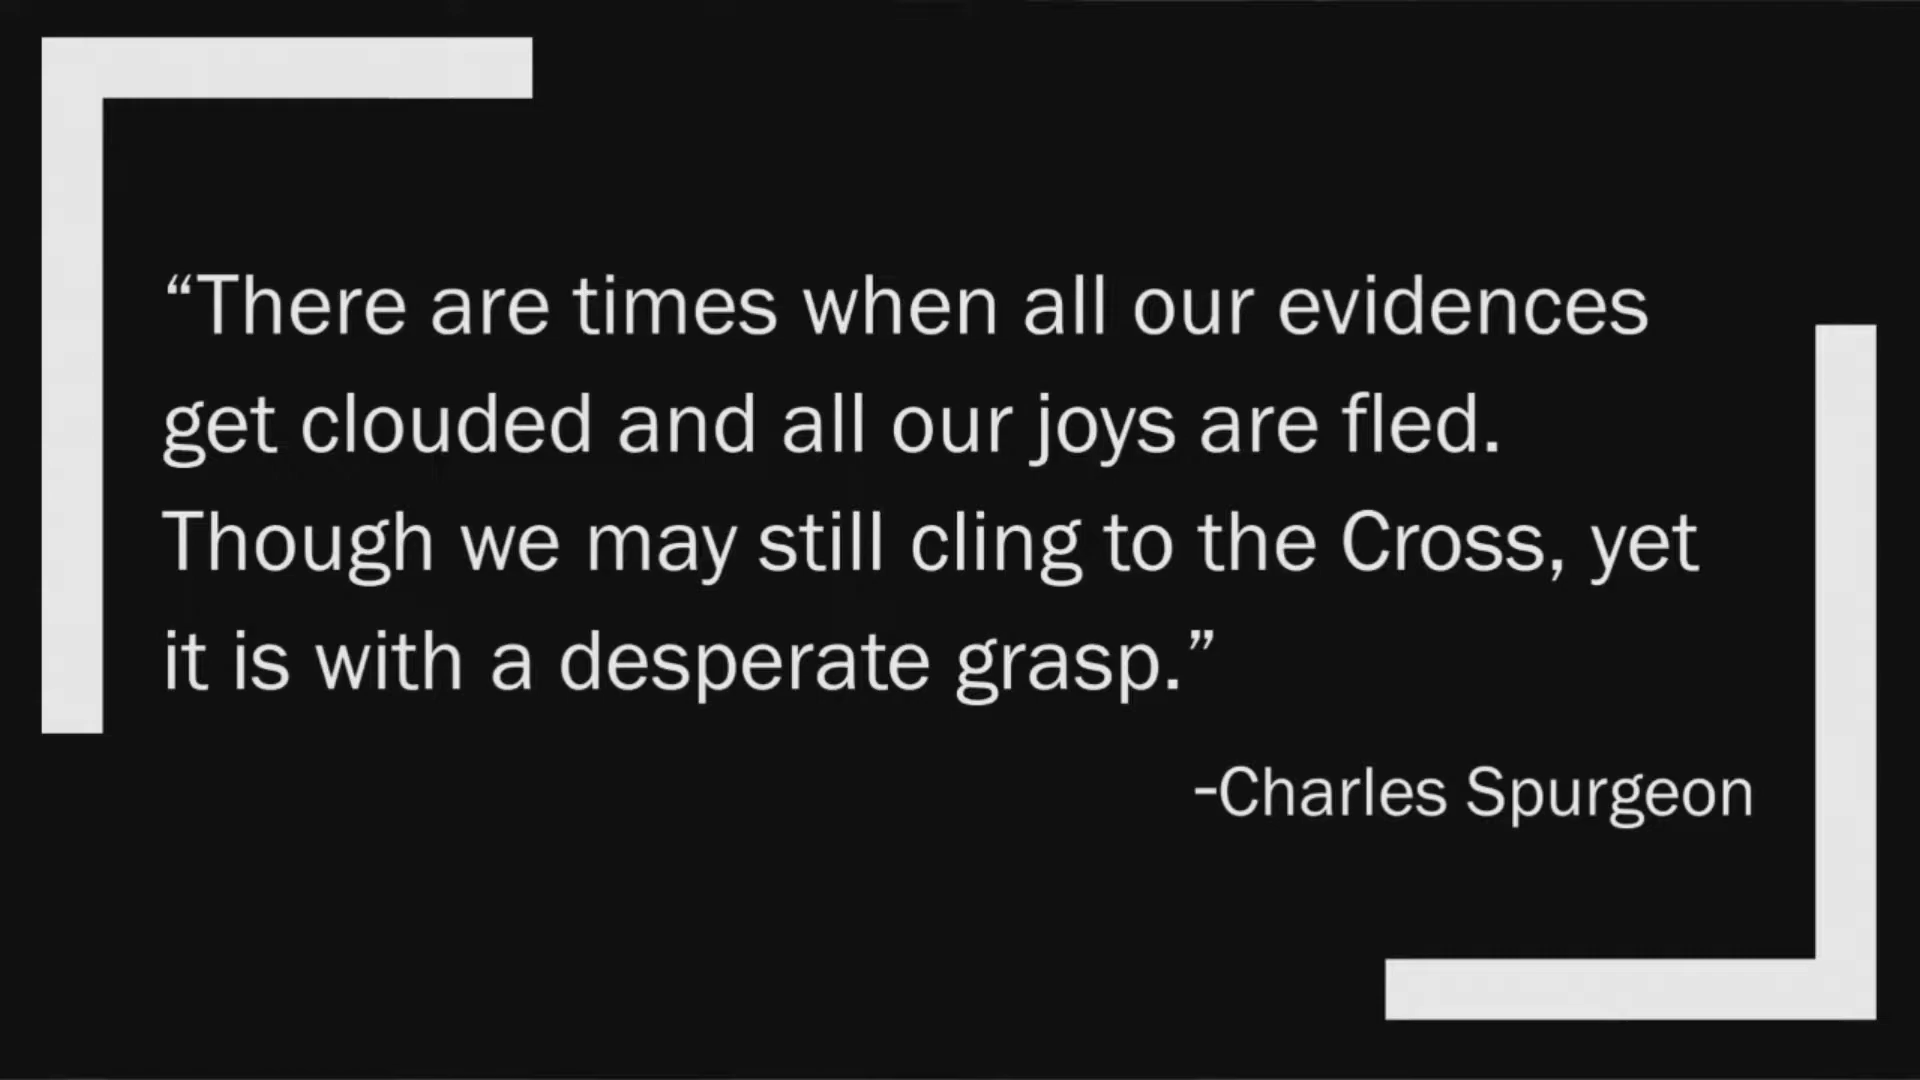 “There are times when all our evidences
get clouded and all our joys are fled.
Though we may still cling to the Cross, yet
it is with a desperate grasp.”
-Charles Spurgeon